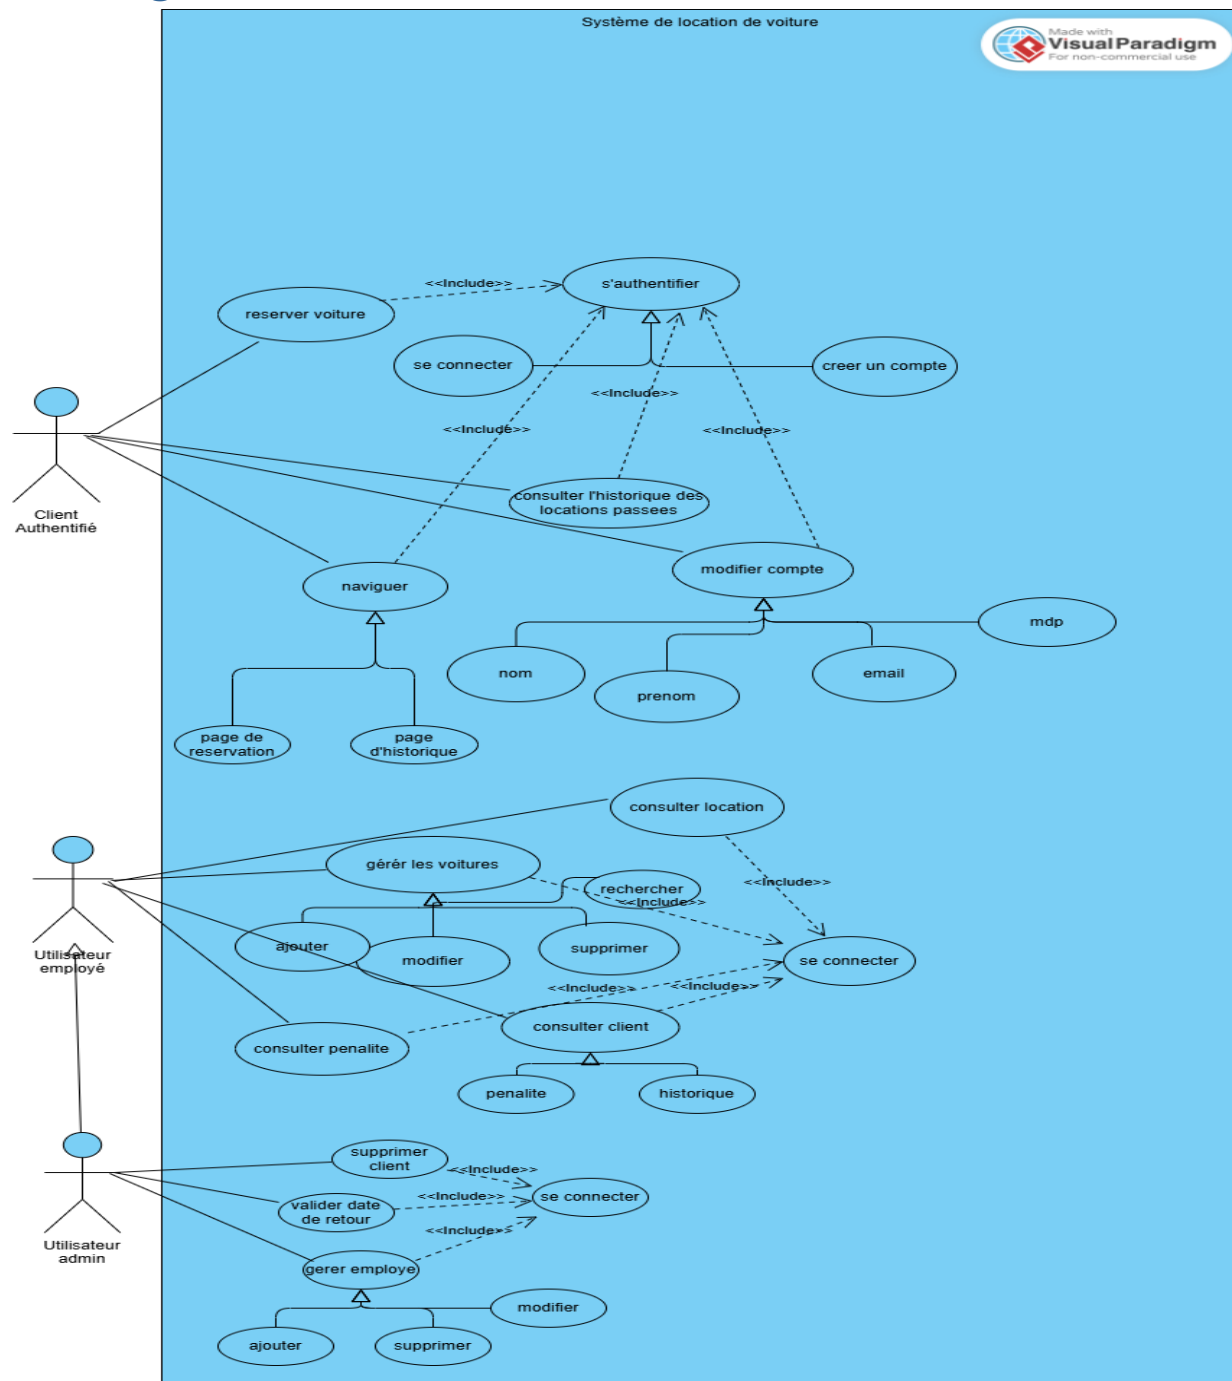 Système de location de voiture
Made with
Visual Paradigm
For non-commercial use
s'authentifier
<<Include>>
reserver voiture
se connecter
creer un compte
<<Include>>
<<Include>>
<<Include>>
consulter l'historique des
locations passees
Client
Authentifié
modifier compte
naviguer
mdp
nom
email
prenom
page de
reservation
page
d'historique
consulter location
gérér les voitures
<<Include>>
rechercher
<<Include>>
ajouter
supprimer
modifier
Utilisateur
employé
se connecter
<<Include>>
<<Include>>
consulter client
consulter penalite
penalite
historique
supprimer
client
<<Include>>
<<Include>>
se connecter
valider date
de retour
<<Include>>
Utilisateur
admin
gerer employe
modifier
ajouter
supprimer